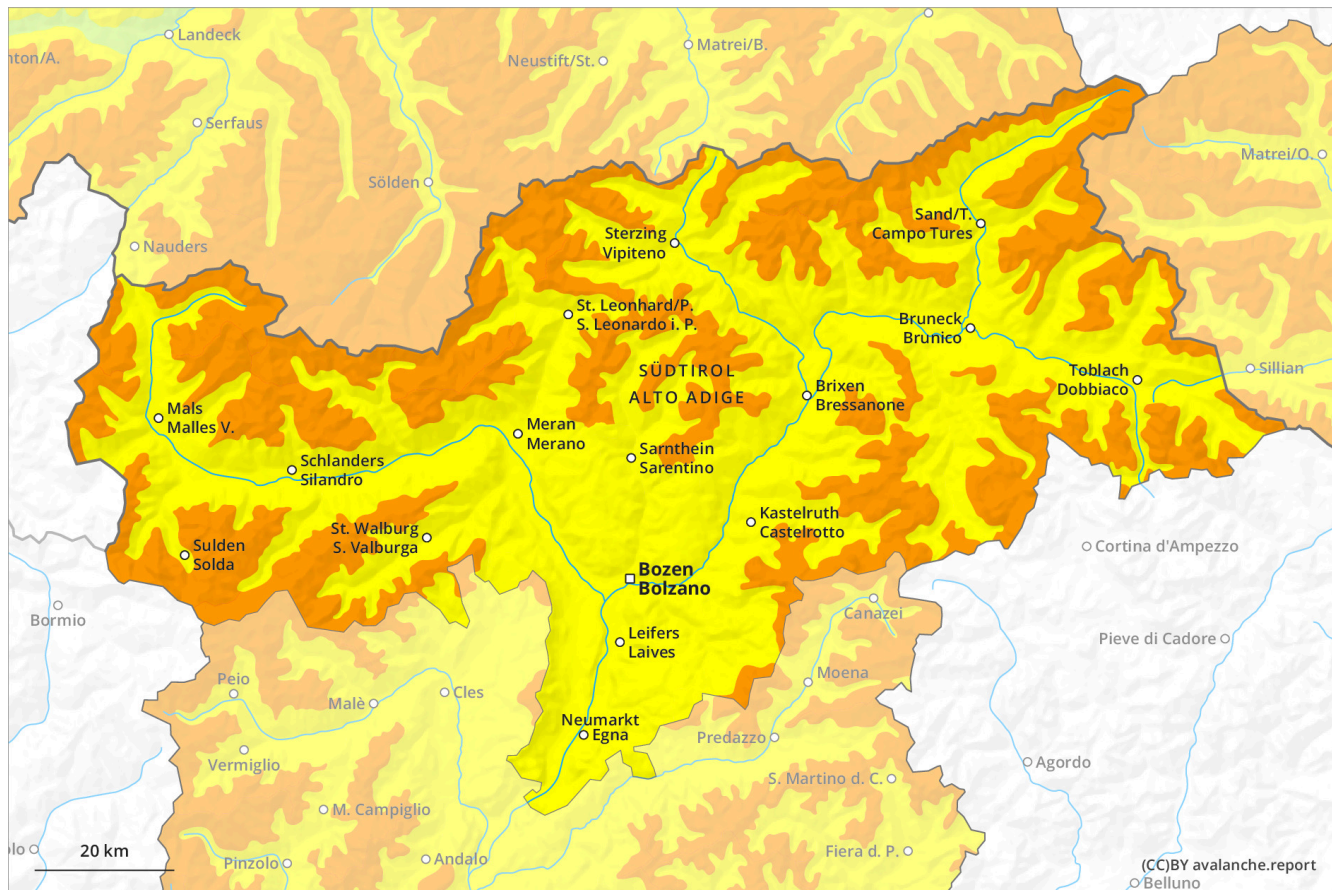 Landeck
nton/A.
Matrei/B.
Neustift/St.
Serfaus
Matrei/O.
Sölden
Sand/T.
Campo Tures
Sterzing
Vipiteno
Nauders
St. Leonhard/P.
S. Leonardo i. P.
Bruneck
Brunico
SÜDTIROL
ALTO ADIGE
Toblach
Dobbiaco
Sillian
Brixen
Bressanone
Mals
Malles V.
Meran
Merano
Sarnthein
Sarentino
Schlanders
Silandro
Kastelruth
Castelrotto
St. Walburg
S. Valburga
Sulden
Solda
Cortina d'Ampezzo
Bozen
Bolzano
Bormio
Canazei
Leifers
Laives
Pieve di Cadore
Peio
Moena
Malè
Cles
Neumarkt
Egna
Predazzo
Vermiglio
Agordo
S. Martino d. C.
M. Campiglio
olo
20 km
Pinzolo
Andalo
Fiera d. P.
(CC)BY avalanche.report
Belluno